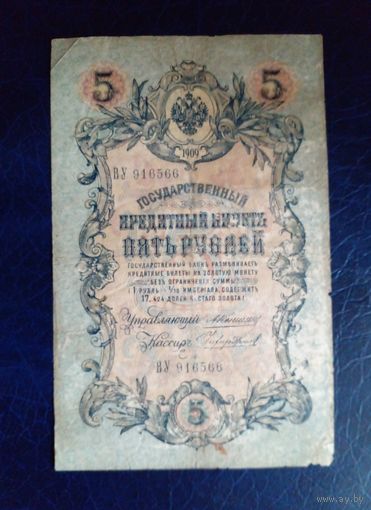 5 5
1909
ВУ 916566
ГОСУДАРСТВЕННЫЙ
КРЕДИТНЫЙ БИЛЕТЪ
ПЯТЬ РУБЛЕЙ
ГОСУДАРСТВЕННЫЙ БАНКЪ РАЗМѢНИВАЕТЪ
КРЕДИТНЫЕ БИЛЕТЫ НА ЗОЛОТУЮ МОНЕТУ
БЕЗЪ ОГРАНИЧЕНІЯ СУММЫ
(1 РУБЛЬ = 1/15 ИМПЕРІАЛА, СОДЕРЖИТЪ
17,424 ДОЛЕЙ ЧИСТАГО ЗОЛОТА)
Управляющій
Кассиръ
ВУ 916566
5
www.ay.by